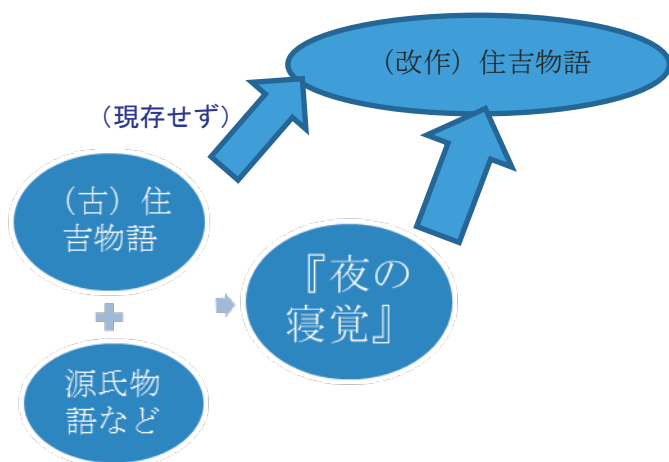 （改作）住吉物語
（現存せず）
（古）住
吉物語
『夜の
寝覚』
源氏物
語など